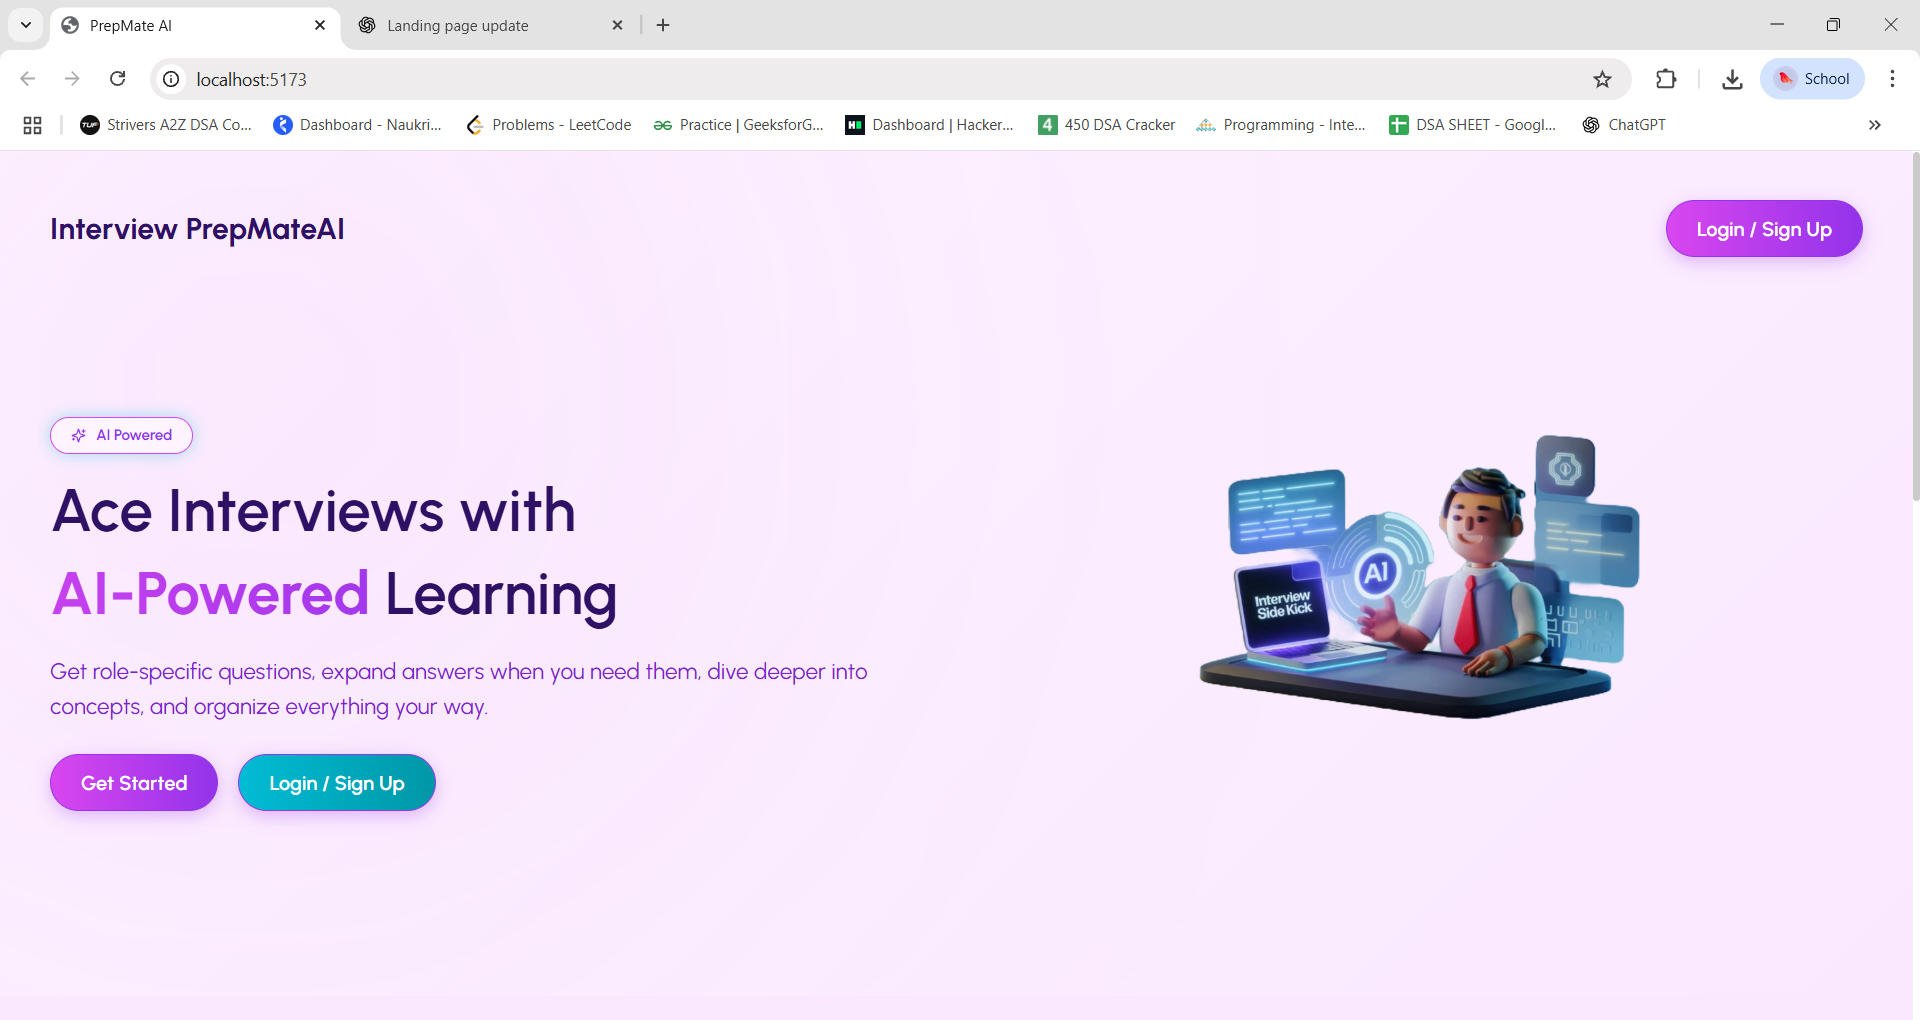 PrepMate AI
Landing page update
localhost:5173
School
Strivers A2Z DSA Co...
Dashboard - Naukri...
Problems - LeetCode
Practice | GeeksforG...
Dashboard | Hacker...
450 DSA Cracker
Programming - Inte...
DSA SHEET - Googl...
ChatGPT
Interview PrepMateAI
Login / Sign Up
AI Powered
Ace Interviews with
AI-Powered Learning
Get role-specific questions, expand answers when you need them, dive deeper into
concepts, and organize everything your way.
Get Started
Login / Sign Up
AI
Interview
Side Kick